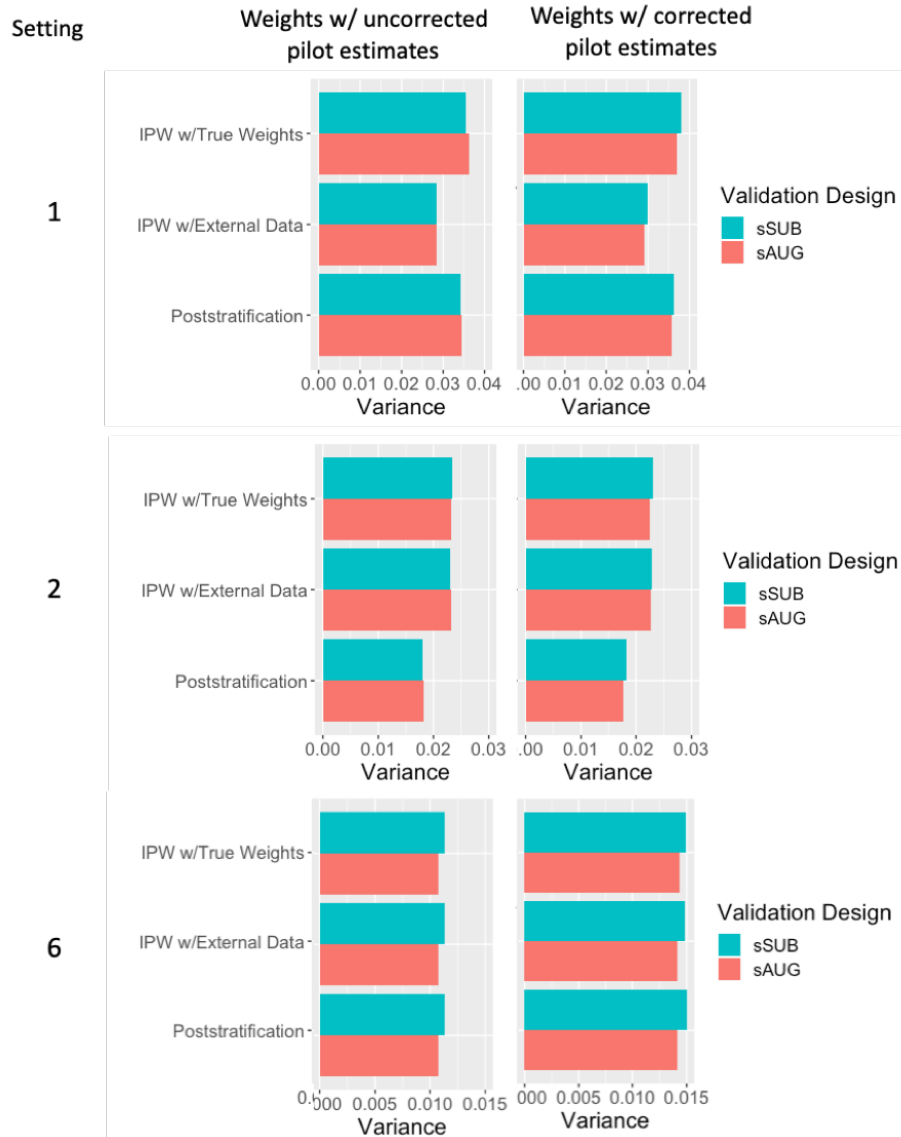 Setting
Weights w/ uncorrected
pilot estimates
Weights w/ corrected
pilot estimates
1
IPW w/True Weights
IPW w/External Data
Poststratification
0.00 0.01 0.02 0.03 0.04
Variance
0.00 0.01 0.02 0.03 0.04
Variance
Validation Design
sSUB
sAUG
2
IPW w/True Weights
IPW w/External Data
Poststratification
0.00 0.01 0.02 0.03
Variance
.00 0.01 0.02 0.03
Variance
Validation Design
sSUB
sAUG
6
IPW w/True Weights
IPW w/External Data
Poststratification
0.000 0.005 0.010 0.015
Variance
0.000 0.005 0.010 0.015
Variance
Validation Design
sSUB
sAUG